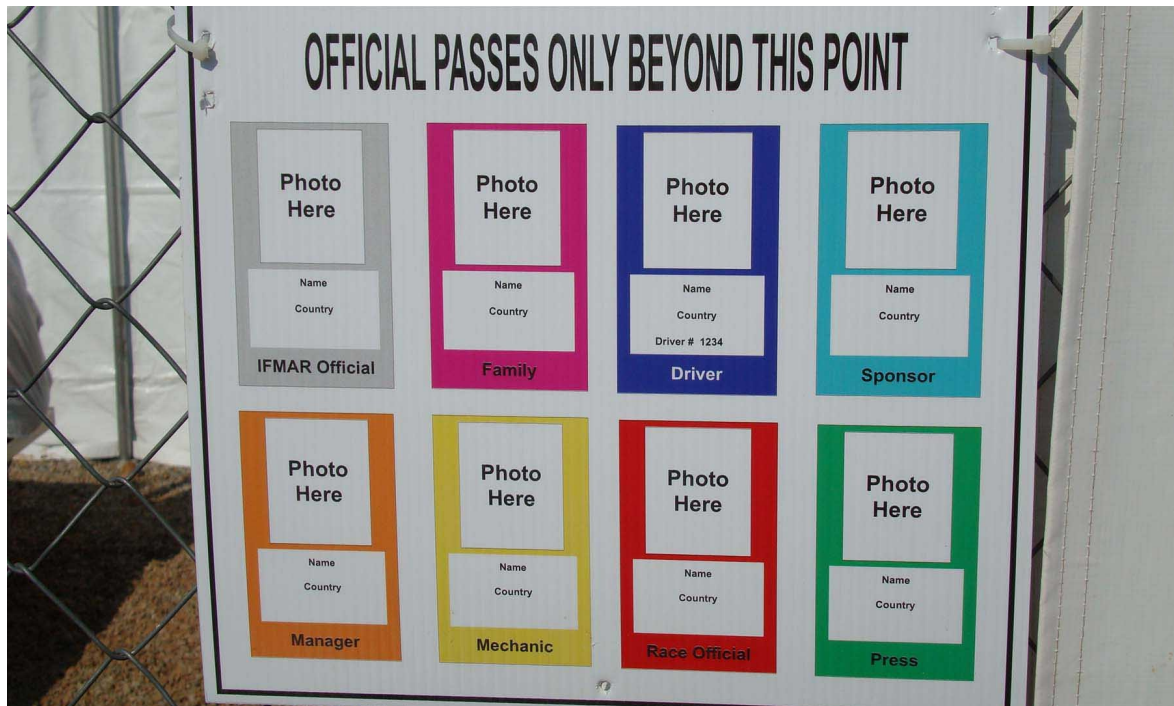 OFFICIAL PASSES ONLY BEYOND THIS POINT
Photo
Here
Name
Country
IFMAR Official
Photo
Here
Name
Country
Family
Photo
Here
Name
Country
Driver # 1234
Driver
Photo
Here
Name
Country
Sponsor
Photo
Here
Name
Country
Manager
Photo
Here
Name
Country
Mechanic
Photo
Here
Name
Country
Race Official
Photo
Here
Name
Country
Press